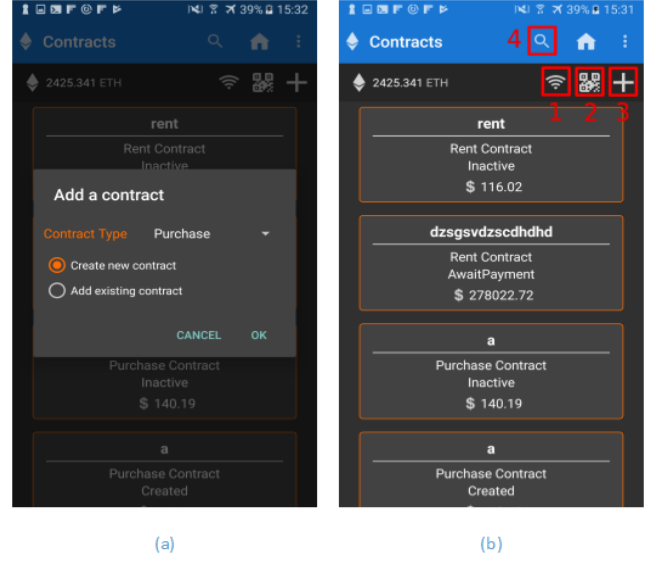 39% 15:32
Contracts
2425.341 ETH
rent
Rent Contract
Inactive
Add a contract
Contract Type Purchase
Create new contract
Add existing contract
CANCEL OK
Purchase Contract
Inactive
$ 140.19
a
Purchase Contract
Created
(a)
39% 15:31
Contracts
4
2425.341 ETH
1 2 3
rent
Rent Contract
Inactive
$ 116.02
dzsgsvdzscdhdhd
Rent Contract
AwaitPayment
$ 278022.72
a
Purchase Contract
Inactive
$ 140.19
a
Purchase Contract
Created
(b)